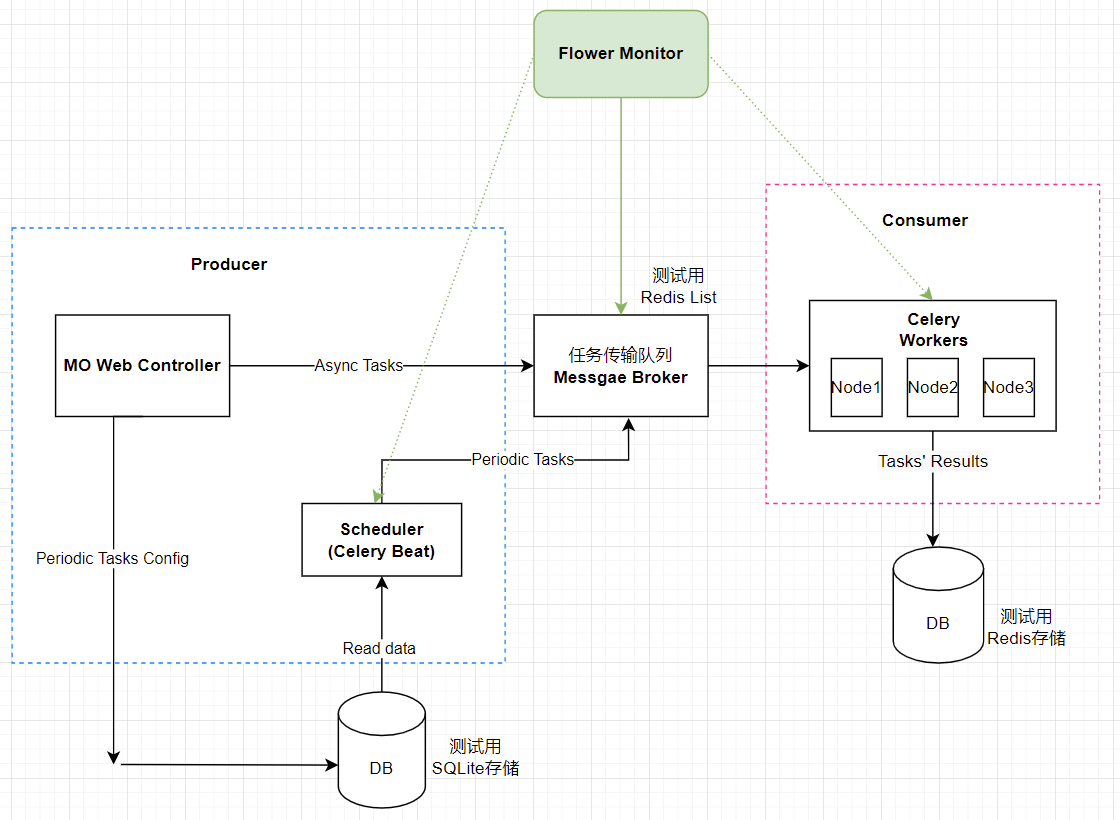 Flower Monitor
Consumer
Producer
测试用
Redis List
Celery
Workers
任务传输队列
Messgae Broker
MO Web Controller
Async Tasks
Node1
Node2
Node3
Periodic Tasks
Tasks' Results
Scheduler
(Celery Beat)
Periodic Tasks Config
DB
测试用
Redis存储
Read data
DB
测试用
SQLite存储